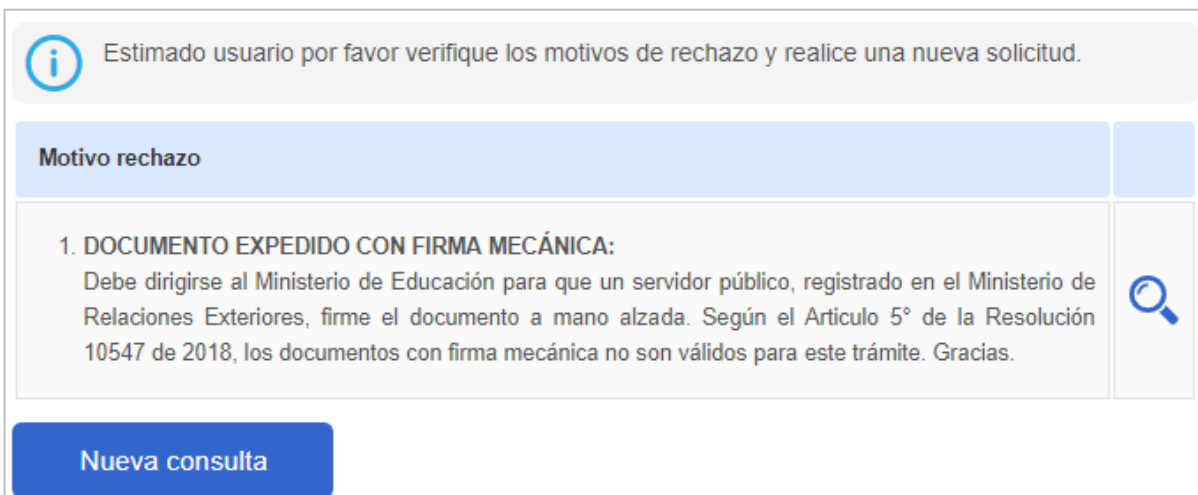 Estimado usuario por favor verifique los motivos de rechazo y realice una nueva solicitud.
Motivo rechazo
1. DOCUMENTO EXPEDIDO CON FIRMA MECÁNICA:
Debe dirigirse al Ministerio de Educación para que un servidor público, registrado en el Ministerio de
Relaciones Exteriores, firme el documento a mano alzada. Según el Articulo 5° de la Resolución
10547 de 2018, los documentos con firma mecánica no son válidos para este trámite. Gracias.
Nueva consulta